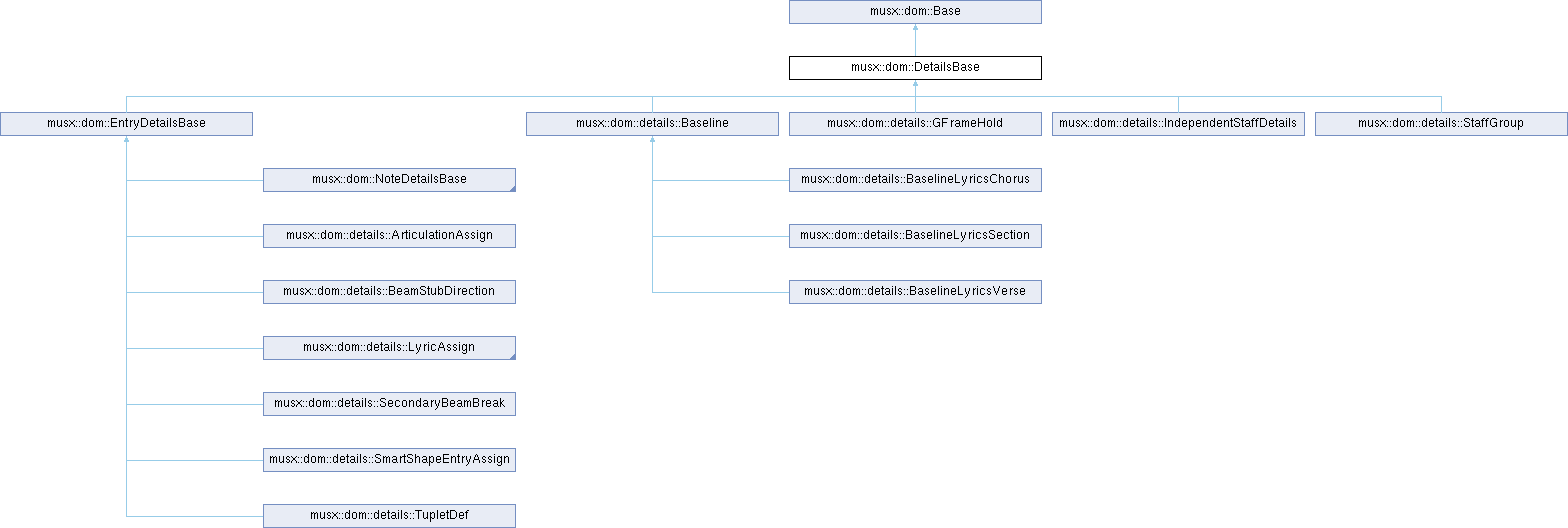 musx::dom::Base
musx::dom::DetailsBase
musx::dom::EntryDetailsBase
musx::dom::details::Baseline
musx::dom::details::GFrameHold
musx::dom::details::IndependentStaffDetails
musx::dom::details::StaffGroup
musx::dom::NoteDetailsBase
musx::dom::details::BaselineLyricsChorus
musx::dom::details::ArticulationAssign
musx::dom::details::BaselineLyricsSection
musx::dom::details::BeamStubDirection
musx::dom::details::BaselineLyricsVerse
musx::dom::details::LyricAssign
musx::dom::details::SecondaryBeamBreak
musx::dom::details::SmartShapeEntryAssign
musx::dom::details::TupletDef